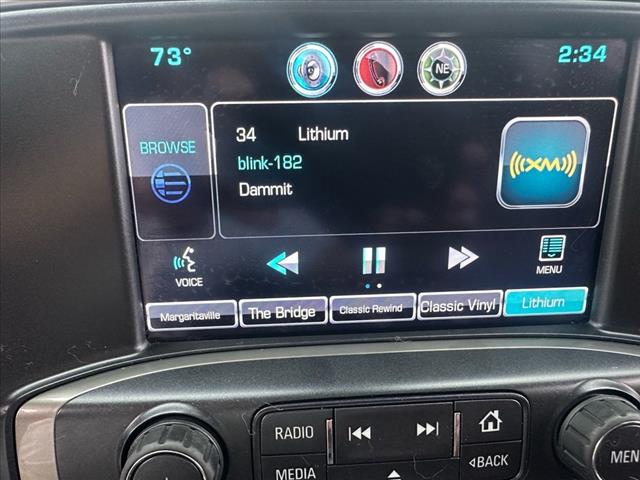 73°
NE
2:34
BROWSE
34 Lithium
blink-182
Dammit
((XM))
VOICE
MENU
Margaritaville
The Bridge
Classic Rewind
Classic Vinyl
Lithium
RADIO
MEDIA
BACK
MEN